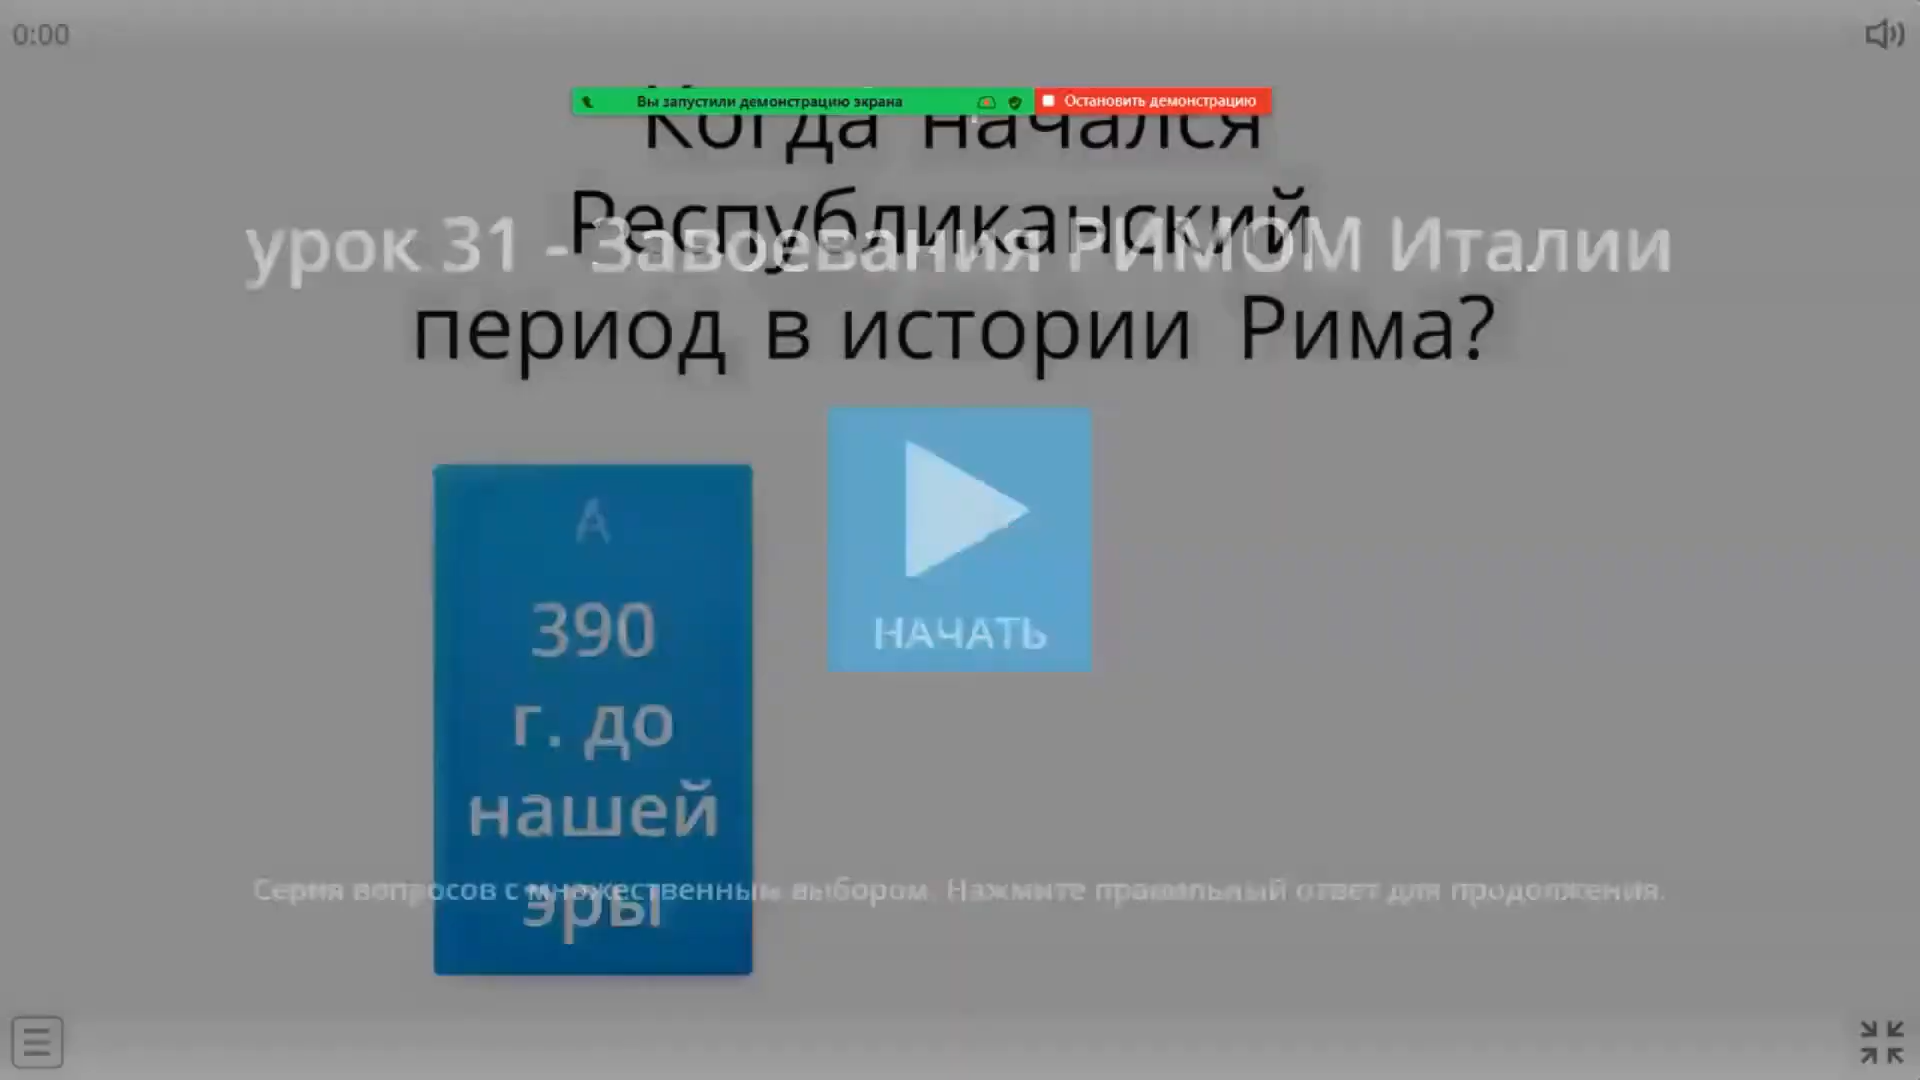 0:00
Вы запустили демонстрацию экрана
Остановить демонстрацию
Когда начался
Республиканский
период в истории Рима?
урок 31 - Завоевания РИМОМ Италии
НАЧАТЬ
A
390
г. до
нашей
эры
Серия вопросов с множественным выбором. Нажмите правильный ответ для продолжения.